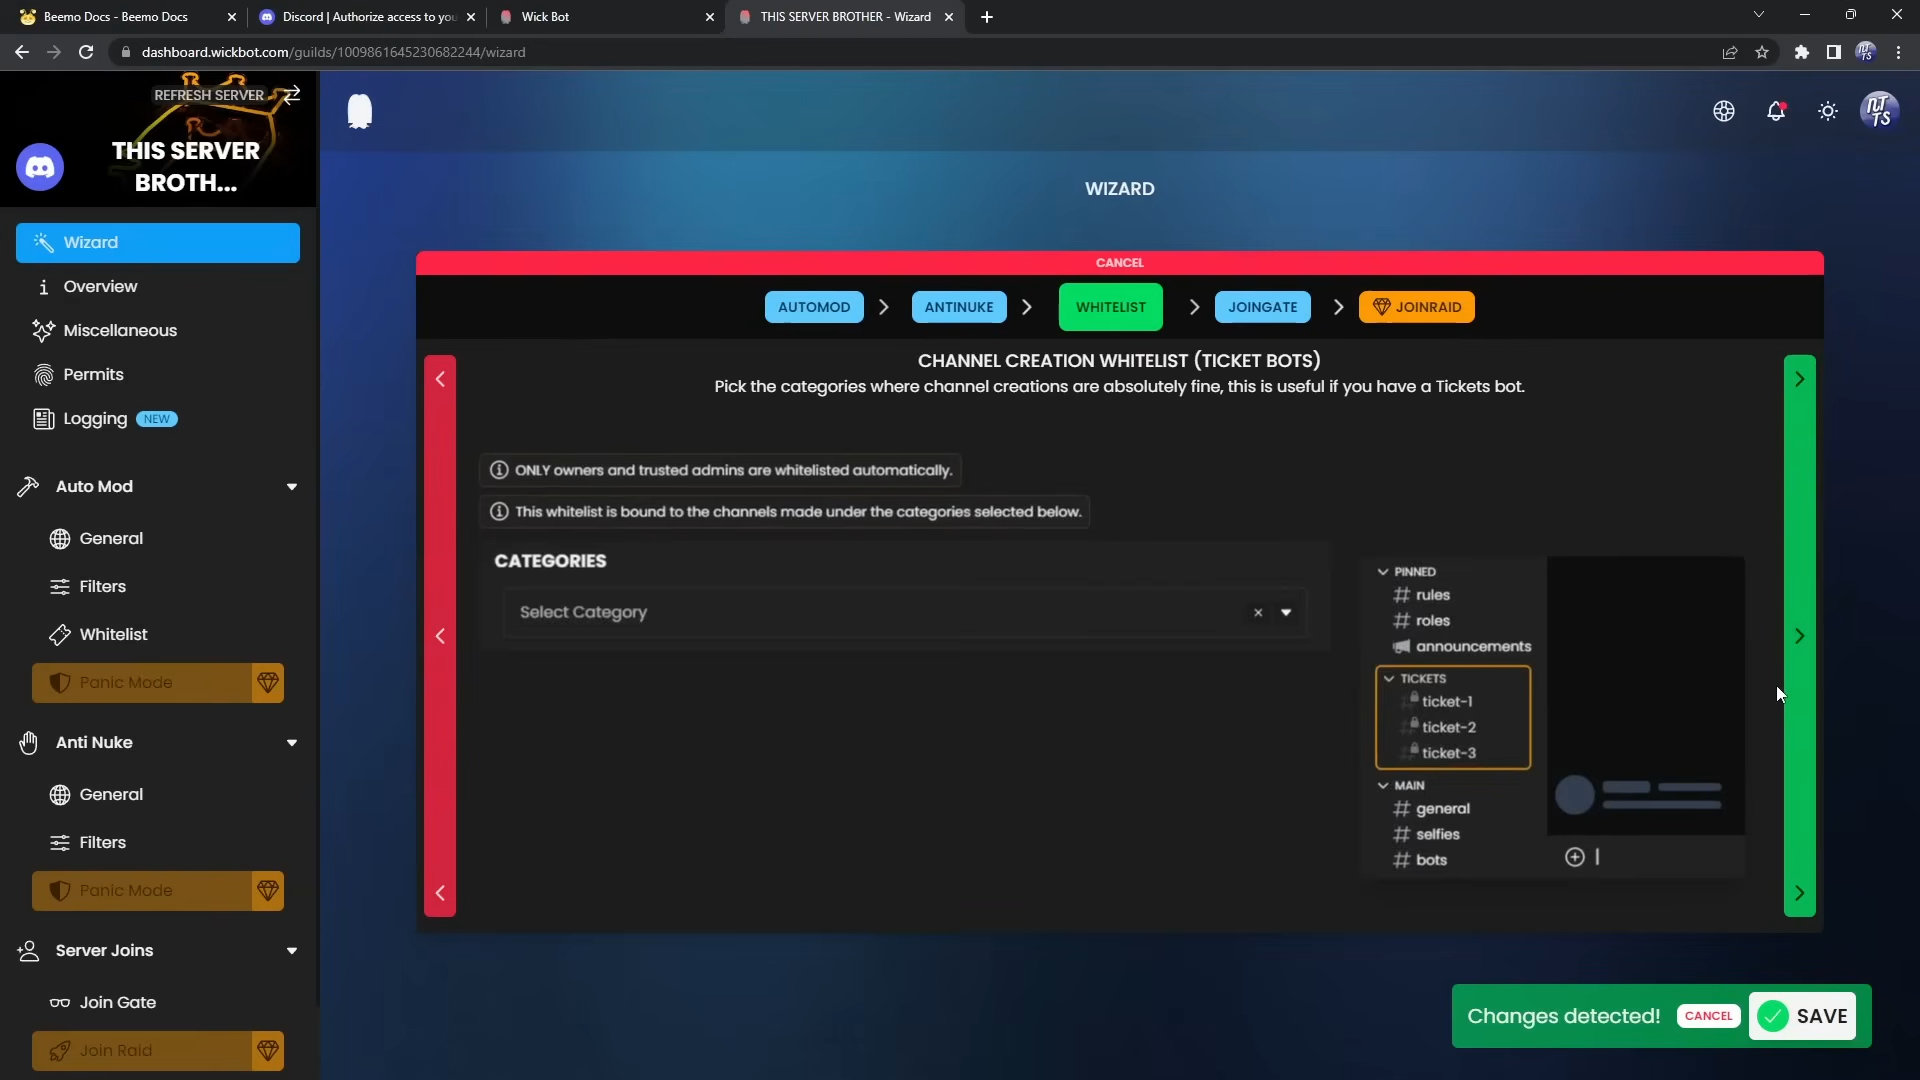 Beemo Docs - Beemo Docs
Discord | Authorize access to you
Wick Bot
THIS SERVER BROTHER - Wizard
dashboard.wickbot.com/guilds/1009861645230682244/wizard
REFRESH SERVER
THIS SERVER
BROTH...
Wizard
Overview
Miscellaneous
Permits
Logging NEW
Auto Mod
General
Filters
Whitelist
Panic Mode
Anti Nuke
General
Filters
Panic Mode
Server Joins
Join Gate
Join Raid
NTTS
WIZARD
CANCEL
AUTOMOD > ANTINUKE > WHITELIST > JOINGATE > JOINRAID
CHANNEL CREATION WHITELIST (TICKET BOTS)
Pick the categories where channel creations are absolutely fine, this is useful if you have a Tickets bot.
ONLY owners and trusted admins are whitelisted automatically.
This whitelist is bound to the channels made under the categories selected below.
CATEGORIES
Select Category
PINNED
# rules
# roles
announcements
TICKETS
ticket-1
ticket-2
ticket-3
MAIN
# general
# selfies
# bots
Changes detected! CANCEL SAVE